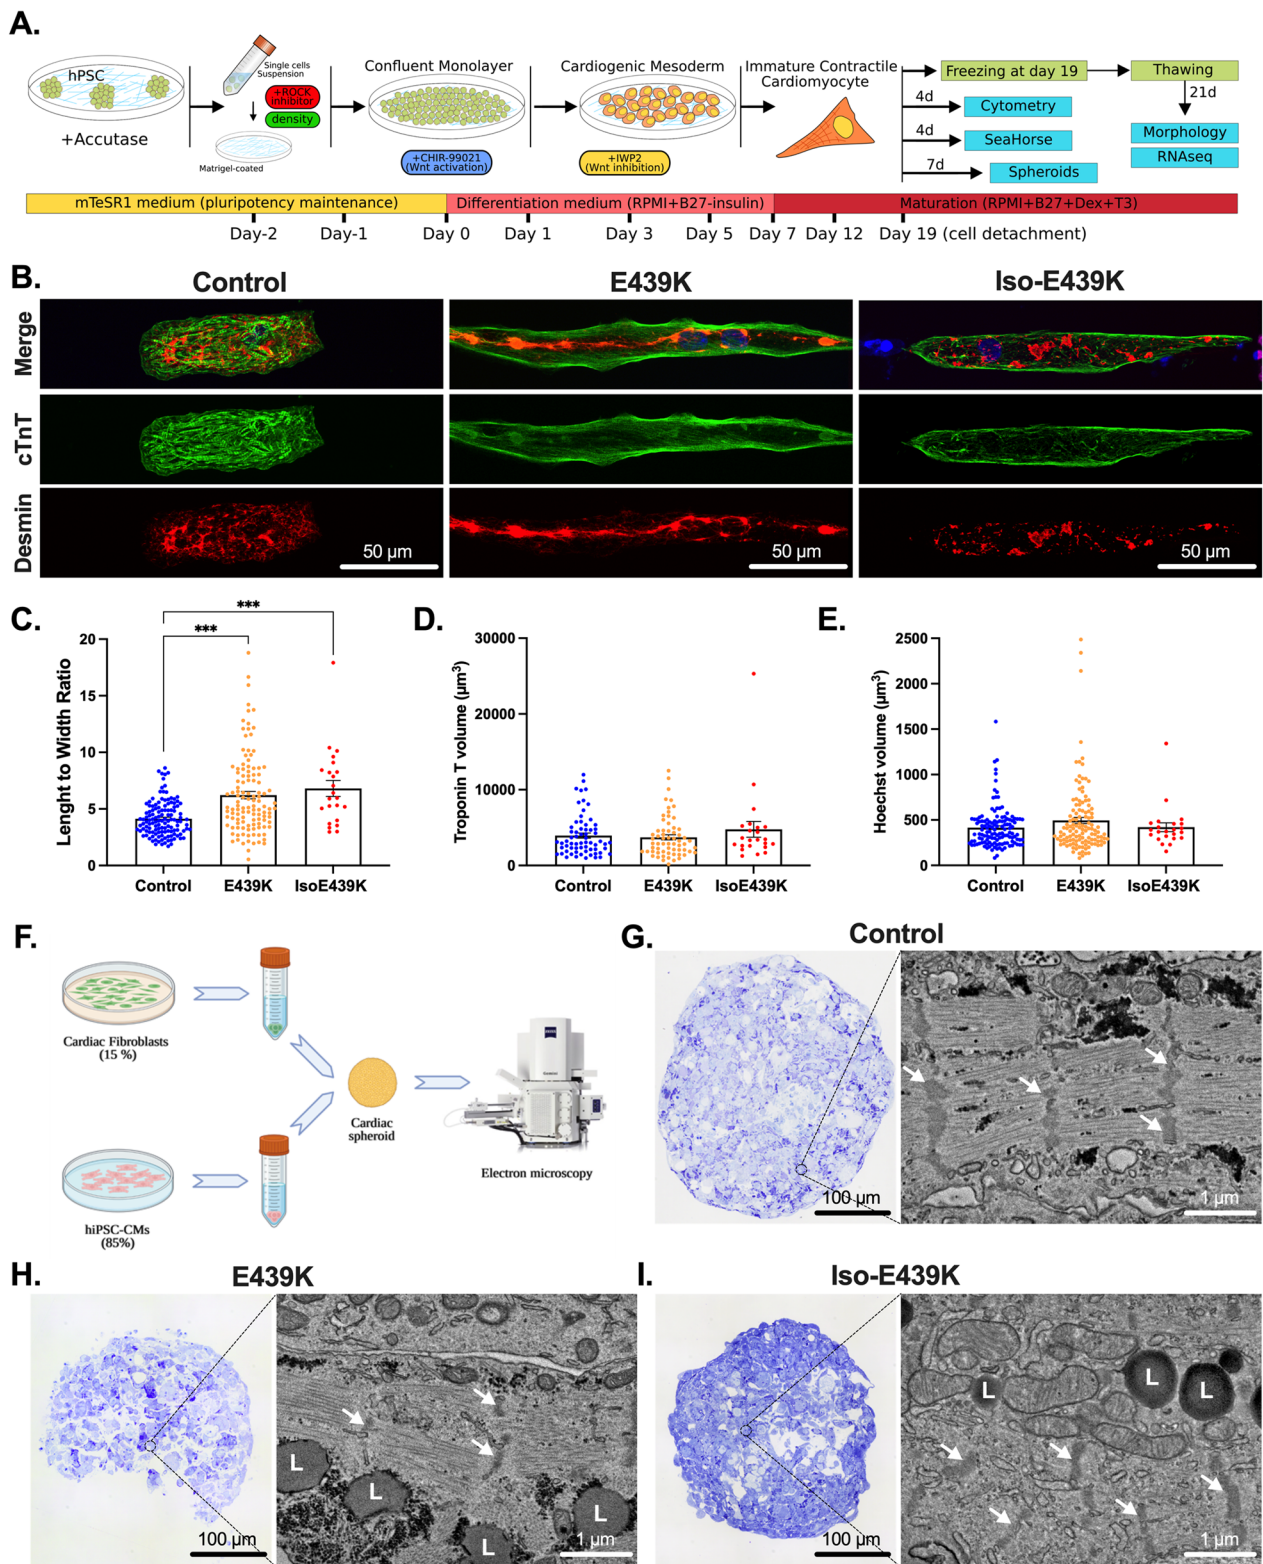 A.
hPSC
+Accutase
Single cells
Suspension
+ROCK
inhibitor
density
Matrigel-coated
Confluent Monolayer
+CHIR-99021
(Wnt activation)
Cardiogenic Mesoderm
+IWP2
(Wnt inhibition)
Immature Contractile
Cardiomyocyte
Freezing at day 19
Thawing
4d
Cytometry
21d
4d
SeaHorse
Morphology
RNAseq
7d
Spheroids
mTeSR1 medium (pluripotency maintenance)
Differentiation medium (RPMI+B27-insulin)
Maturation (RPMI+B27+Dex+T3)
Day-2
Day-1
Day 0
Day 1
Day 3
Day 5
Day 7
Day 12
Day 19 (cell detachment)
B.
Control
E439K
Iso-E439K
Merge
cTnT
Desmin
50 µm
50 µm
50 µm
C.
***
***
Lenght to Width Ratio
20
15
10
5
0
Control
E439K
IsoE439K
D.
Troponin T volume (µm³)
30000
20000
10000
0
Control
E439K
IsoE439K
E.
Hoechst volume (µm³)
2500
2000
1500
1000
500
0
Control
E439K
IsoE439K
F.
Cardiac Fibroblasts
(15 %)
hiPSC-CMs
(85%)
Cardiac
spheroid
Electron microscopy
G.
Control
100 µm
1 µm
H.
E439K
100 µm
L
L
L
L
1 µm
I.
Iso-E439K
100 µm
L
L
L
1 µm